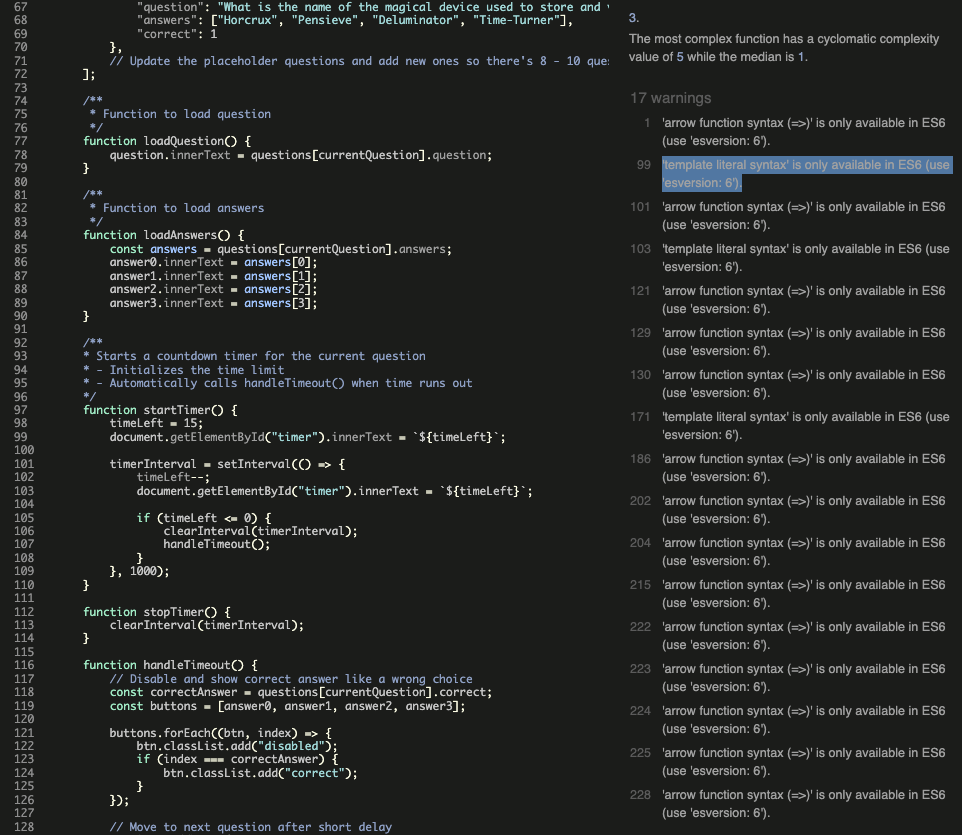 67 "question": "What is the name of the magical device used to store and
68 "answers": ["Horcrux", "Pensieve", "Deluminator", "Time-Turner"],
69 "correct": 1
70 },
71 // Update the placeholder questions and add new ones so there's 8 - 10 que
72 ];
73
74 /**
75 * Function to load question
76 */
77 function loadQuestion() {
78 question.innerText = questions[currentQuestion].question;
79 }
80
81 /**
82 * Function to load answers
83 */
84 function loadAnswers() {
85 const answers = questions[currentQuestion].answers;
86 answer0.innerText = answers[0];
87 answer1.innerText = answers[1];
88 answer2.innerText = answers[2];
89 answer3.innerText = answers[3];
90 }
91
92 /**
93 * Starts a countdown timer for the current question
94 * - Initializes the time limit
95 * - Automatically calls handleTimeout() when time runs out
96 */
97 function startTimer() {
98 timeLeft = 15;
99 document.getElementById("timer").innerText = `${timeLeft}`;
100
101 timerInterval = setInterval(() => {
102 timeLeft--;
103 document.getElementById("timer").innerText = `${timeLeft}`;
104
105 if (timeLeft <= 0) {
106 clearInterval(timerInterval);
107 handleTimeout();
108 }
109 }, 1000);
110 }
111
112 function stopTimer() {
113 clearInterval(timerInterval);
114 }
115
116 function handleTimeout() {
117 // Disable and show correct answer like a wrong choice
118 const correctAnswer = questions[currentQuestion].correct;
119 const buttons = [answer0, answer1, answer2, answer3];
120
121 buttons.forEach((btn, index) => {
122 btn.classList.add("disabled");
123 if (index === correctAnswer) {
124 btn.classList.add("correct");
125 }
126 });
127
128 // Move to next question after short delay
3.
The most complex function has a cyclomatic complexity
value of 5 while the median is 1.
17 warnings
1 'arrow function syntax (=>)' is only available in ES6
(use 'esversion: 6').
99 'template literal syntax' is only available in ES6 (use
'esversion: 6').
101 'arrow function syntax (=>)' is only available in ES6
(use 'esversion: 6').
103 'template literal syntax' is only available in ES6 (use
'esversion: 6').
121 'arrow function syntax (=>)' is only available in ES6
(use 'esversion: 6').
129 'arrow function syntax (=>)' is only available in ES6
(use 'esversion: 6').
130 'arrow function syntax (=>)' is only available in ES6
(use 'esversion: 6').
171 'template literal syntax' is only available in ES6 (use
'esversion: 6').
186 'arrow function syntax (=>)' is only available in ES6
(use 'esversion: 6').
202 'arrow function syntax (=>)' is only available in ES6
(use 'esversion: 6').
204 'arrow function syntax (=>)' is only available in ES6
(use 'esversion: 6').
215 'arrow function syntax (=>)' is only available in ES6
(use 'esversion: 6').
222 'arrow function syntax (=>)' is only available in ES6
(use 'esversion: 6').
223 'arrow function syntax (=>)' is only available in ES6
(use 'esversion: 6').
224 'arrow function syntax (=>)' is only available in ES6
(use 'esversion: 6').
225 'arrow function syntax (=>)' is only available in ES6
(use 'esversion: 6').
228 'arrow function syntax (=>)' is only available in ES6
(use 'esversion: 6').